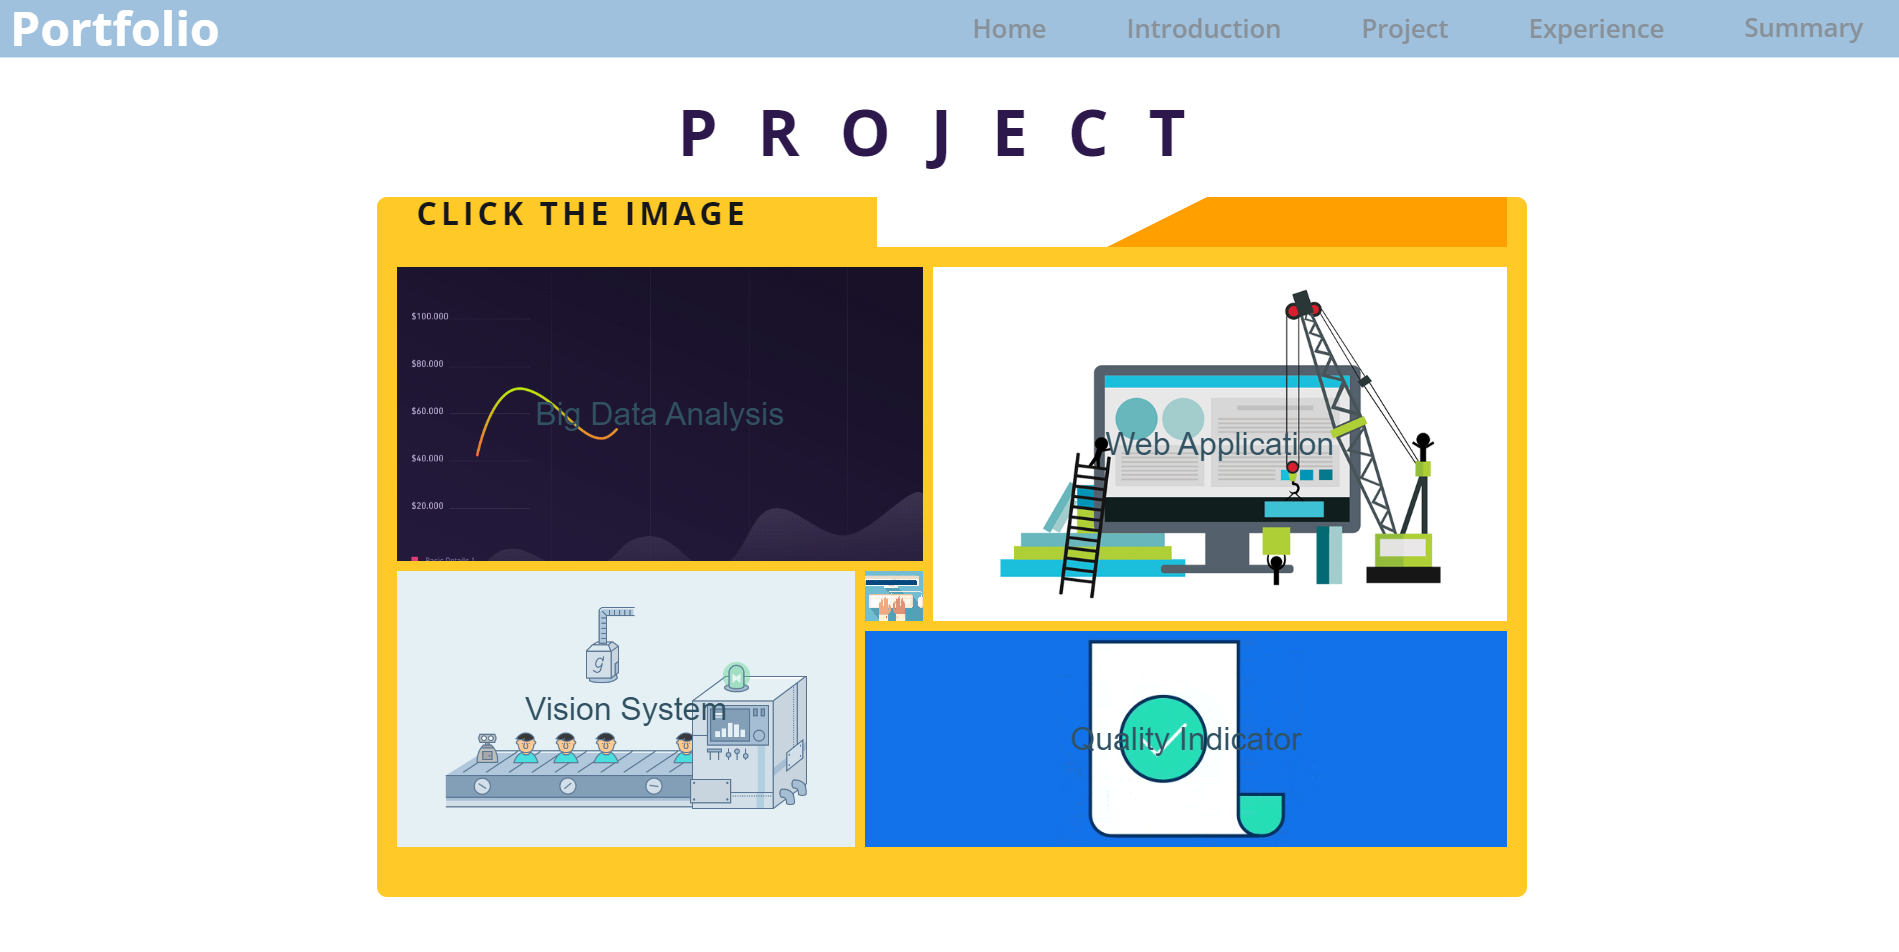 Portfolio
Home
Introduction
Project
Experience
Summary
PROJECT
CLICK THE IMAGE
$100.000
$80.000
$60.000
$40.000
$20.000
Big Data Analysis
Web Application
Vision System
g
Quality Indicator